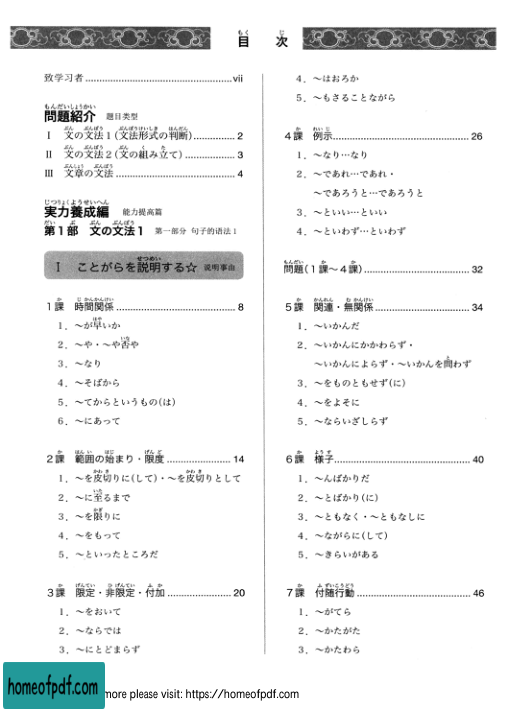 目次
致学习者 vii
問題紹介 题目类型
I 文の文法1(文法形式の判断) 2
II 文の文法2(文の組み立て) 3
III 文章の文法 4
実力養成編 能力提高篇
第1部 文の文法1 第一部分 句子的语法1
I ことがらを説明する☆ 说明事由
1課 時間関係 8
1．～が早いか
2．～や・～や否や
3．～なり
4．～そばから
5．～てからというもの(は)
6．～にあって
2課 範囲の始まり・限度 14
1．～を皮切りに(して)・～を皮切りとして
2．～に至るまで
3．～を限りに
4．～をもって
5．～といったところだ
3課 限定・非限定・付加 20
1．～をおいて
2．～ならでは
3．～にとどまらず
4．～はおろか
5．～もさることながら
4課 例示 26
1．～なり…なり
2．～であれ…であれ・
～であろうと…であろうと
3．～といい…といい
4．～といわず…といわず
問題(1課～4課) 32
5課 関連・無関係 34
1．～いかんだ
2．～いかんにかかわらず・
～いかんによらず・～いかんを問わず
3．～をものともせず(に)
4．～をよそに
5．～ならいざしらず
6課 様子 40
1．～んばかりだ
2．～とばかり(に)
3．～ともなく・～ともなしに
4．～ながらに(して)
5．～きらいがある
7課 付随行動 46
1．～がてら
2．～かたがた
3．～かたわら
homeofpdf.com
more please visit: https://homeofpdf.com